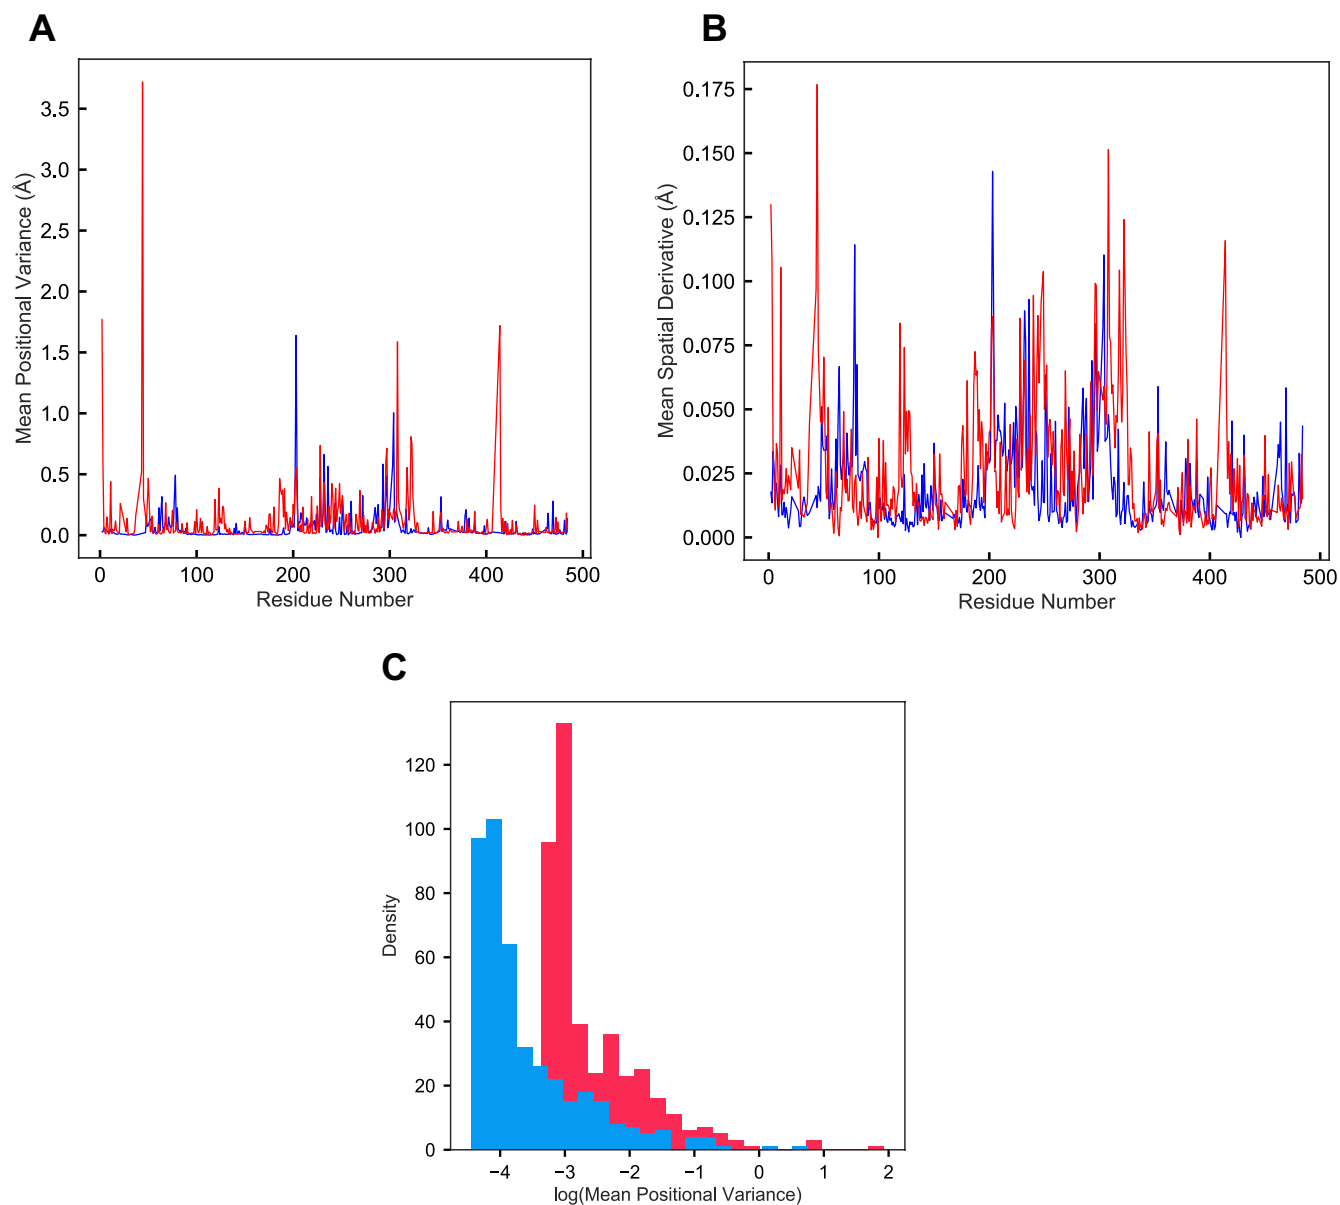 A
B
3.5
3.0
2.5
2.0
1.5
1.0
0.5
0.0
Mean Positional Variance (Å)
0 100 200 300 400 500
Residue Number
0.175
0.150
0.125
0.100
0.075
0.050
0.025
0.000
Mean Spatial Derivative (Å)
0 100 200 300 400 500
Residue Number
C
120
100
80
60
40
20
0
Density
−4 −3 −2 −1 0 1 2
log(Mean Positional Variance)